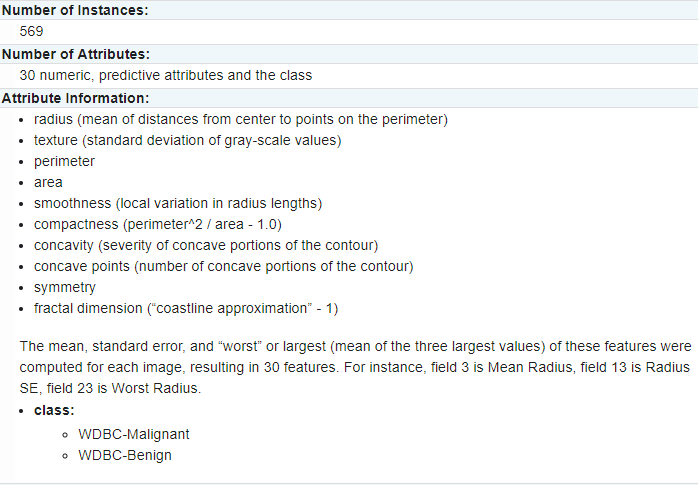 Number of Instances:
569
Number of Attributes:
30 numeric, predictive attributes and the class
Attribute Information:
• radius (mean of distances from center to points on the perimeter)
• texture (standard deviation of gray-scale values)
• perimeter
• area
• smoothness (local variation in radius lengths)
• compactness (perimeter^2 / area - 1.0)
• concavity (severity of concave portions of the contour)
• concave points (number of concave portions of the contour)
• symmetry
• fractal dimension (“coastline approximation” - 1)
The mean, standard error, and “worst” or largest (mean of the three largest values) of these features were
computed for each image, resulting in 30 features. For instance, field 3 is Mean Radius, field 13 is Radius
SE, field 23 is Worst Radius.
• class:
◦ WDBC-Malignant
◦ WDBC-Benign